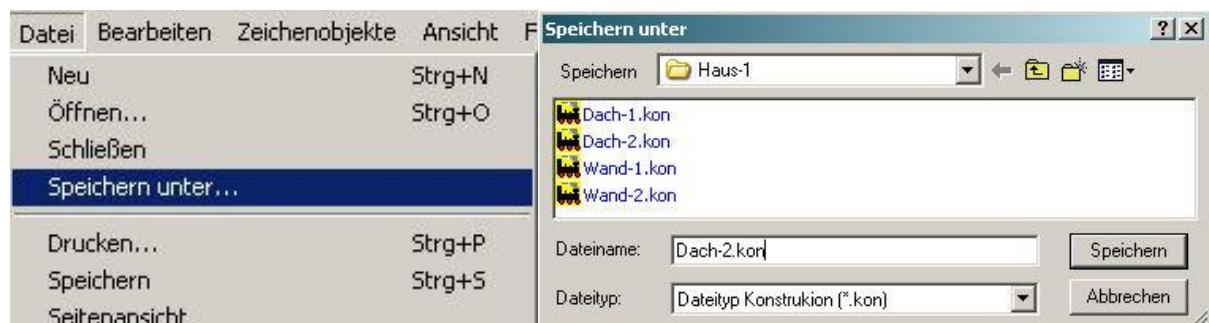 Datei Bearbeiten Zeichenobjekte Ansicht F
Neu Strg+N
Öffnen... Strg+O
Schließen
Speichern unter...
Drucken... Strg+P
Speichern Strg+S
Seitenansicht
Speichern unter
Speichern Haus-1
Dach-1.kon
Dach-2.kon
Wand-1.kon
Wand-2.kon
Dateiname: Dach-2.kon Speichern
Dateityp: Dateityp Konstrukion (*.kon) Abbrechen